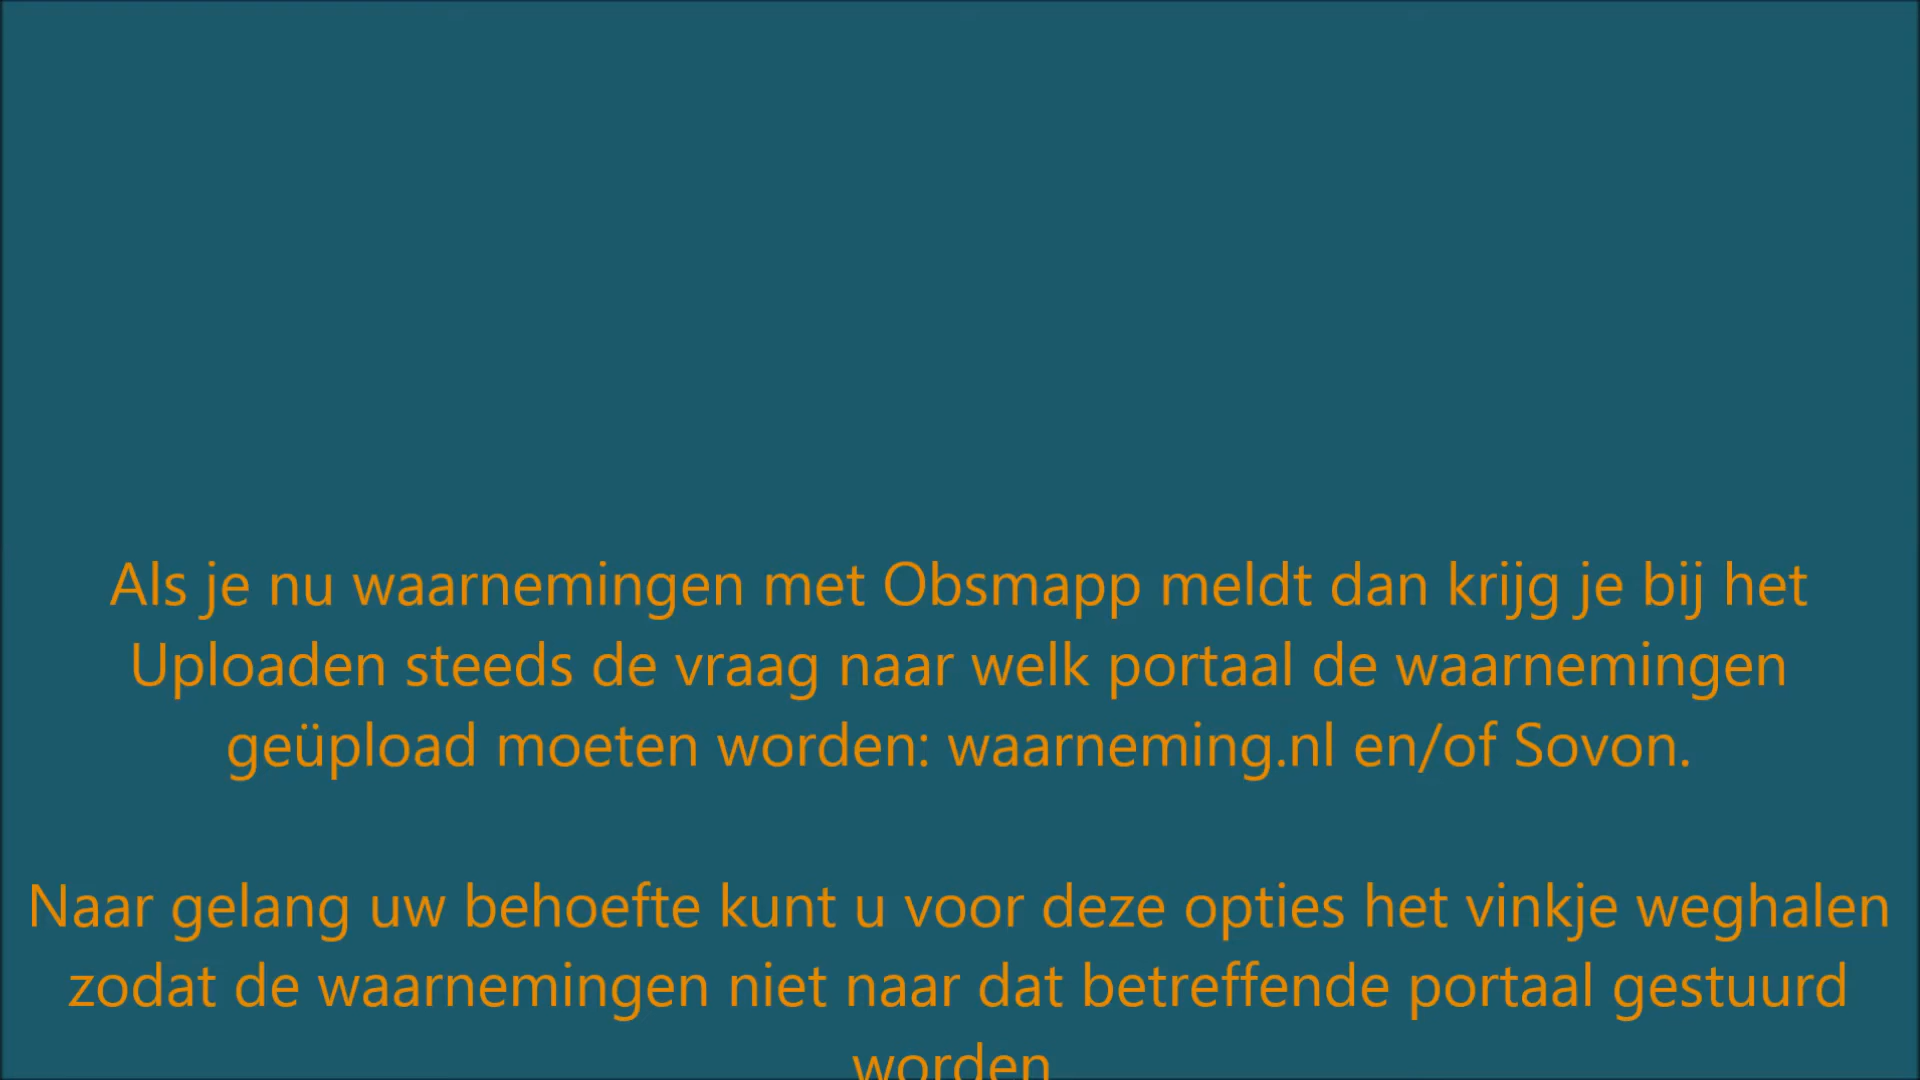 Als je nu waarnemingen met Obsmapp meldt dan krijg je bij het
Uploaden steeds de vraag naar welk portaal de waarnemingen
geüpload moeten worden: waarneming.nl en/of Sovon.
Naar gelang uw behoefte kunt u voor deze opties het vinkje weghalen
zodat de waarnemingen niet naar dat betreffende portaal gestuurd
worden